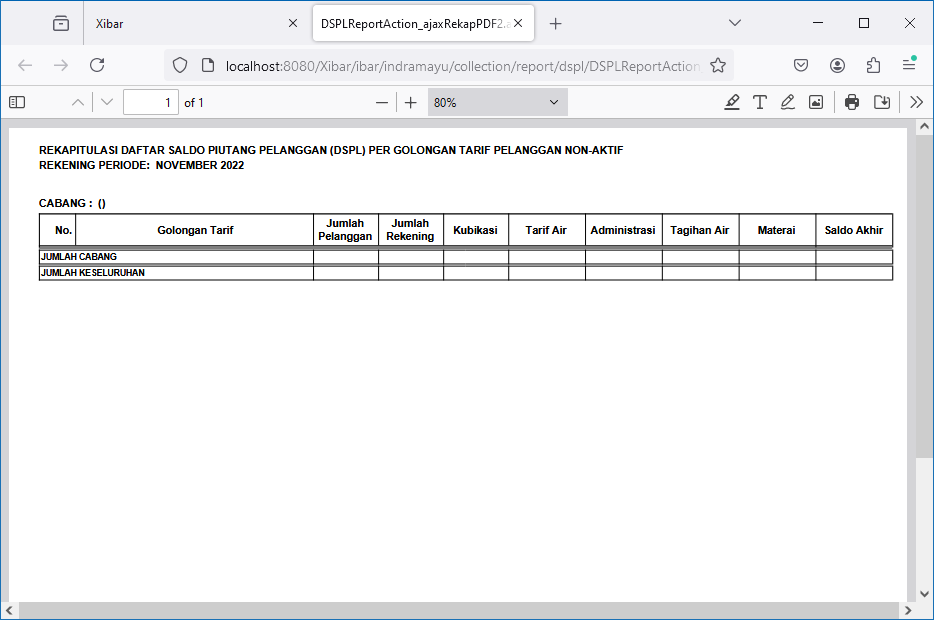 Xibar
DSPLReportAction_ajaxRekapPDF2.a
localhost:8080/Xibar/ibar/indramayu/collection/report/dspl/DSPLReportAction_
1 of 1
80%
REKAPITULASI DAFTAR SALDO PIUTANG PELANGGAN (DSPL) PER GOLONGAN TARIF PELANGGAN NON-AKTIF
REKENING PERIODE: NOVEMBER 2022
CABANG : ()
No. Golongan Tarif Jumlah Pelanggan Jumlah Rekening Kubikasi Tarif Air Administrasi Tagihan Air Materai Saldo Akhir
JUMLAH CABANG
JUMLAH KESELURUHAN